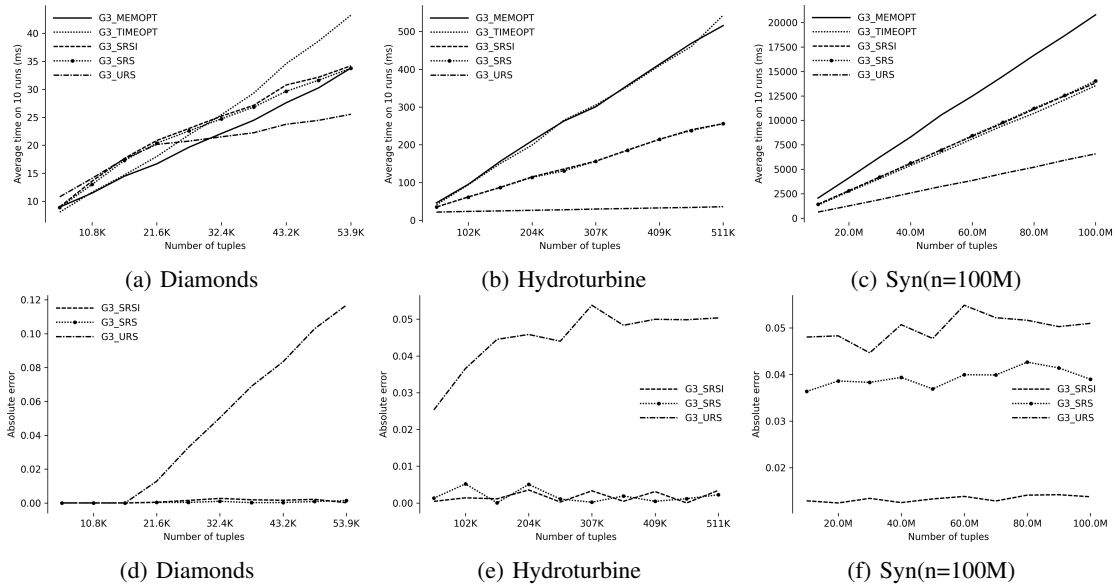 G3_MEMOPT
G3_TIMEOPT
G3_SRSI
G3_SRS
G3_URS
Average time on 10 runs (ms)
40
35
30
25
20
15
10
10.8K 21.6K 32.4K 43.2K 53.9K
Number of tuples
(a) Diamonds
G3_MEMOPT
G3_TIMEOPT
G3_SRSI
G3_SRS
G3_URS
Average time on 10 runs (ms)
500
400
300
200
100
0
102K 204K 307K 409K 511K
Number of tuples
(b) Hydroturbine
G3_MEMOPT
G3_TIMEOPT
G3_SRSI
G3_SRS
G3_URS
Average time on 10 runs (ms)
20000
17500
15000
12500
10000
7500
5000
2500
0
20.0M 40.0M 60.0M 80.0M 100.0M
Number of tuples
(c) Syn(n=100M)
G3_SRSI
G3_SRS
G3_URS
Absolute error
0.12
0.10
0.08
0.06
0.04
0.02
0.00
10.8K 21.6K 32.4K 43.2K 53.9K
Number of tuples
(d) Diamonds
G3_SRSI
G3_SRS
G3_URS
Absolute error
0.05
0.04
0.03
0.02
0.01
0.00
102K 204K 307K 409K 511K
Number of tuples
(e) Hydroturbine
G3_SRSI
G3_SRS
G3_URS
Absolute error
0.05
0.04
0.03
0.02
20.0M 40.0M 60.0M 80.0M 100.0M
Number of tuples
(f) Syn(n=100M)